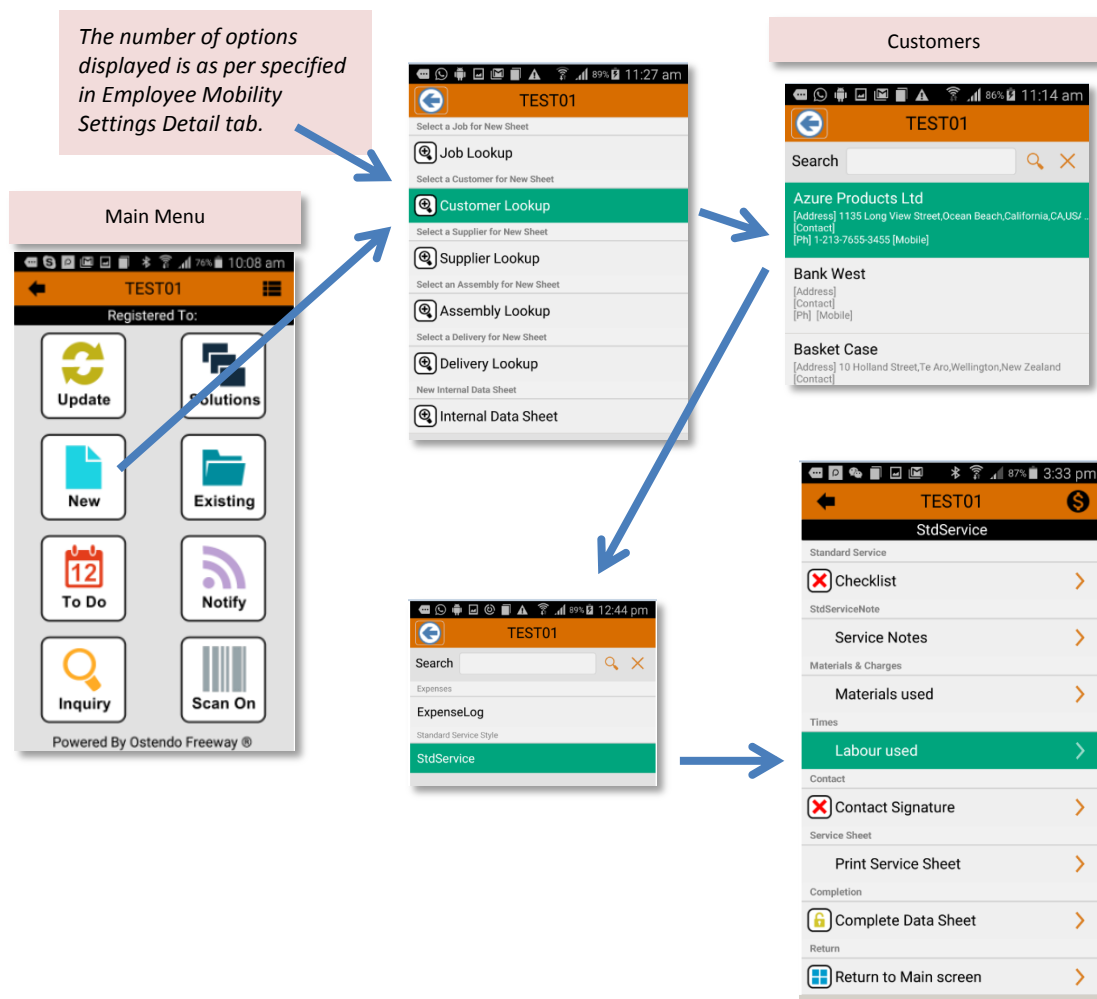 The number of options
displayed is as per specified
in Employee Mobility
Settings Detail tab.
Main Menu
76% 10:08 am
TEST01
Registered To:
Update
Solutions
New
Existing
12
To Do
Notify
Inquiry
Scan On
Powered By Ostendo Freeway ®
89% 11:27 am
TEST01
Select a Job for New Sheet
Job Lookup
Select a Customer for New Sheet
Customer Lookup
Select a Supplier for New Sheet
Supplier Lookup
Select an Assembly for New Sheet
Assembly Lookup
Select a Delivery for New Sheet
Delivery Lookup
New Internal Data Sheet
Internal Data Sheet
Customers
86% 11:14 am
TEST01
Search
Azure Products Ltd
[Address] 1135 Long View Street,Ocean Beach,California,CA,US/ ..
[Contact]
[Ph] 1-213-7655-3455 [Mobile]
Bank West
[Address]
[Contact]
[Ph] [Mobile]
Basket Case
[Address] 10 Holland Street,Te Aro,Wellington,New Zealand
[Contact]
89% 12:44 pm
TEST01
Search
Expenses
ExpenseLog
Standard Service Style
StdService
87% 3:33 pm
TEST01
StdService
Standard Service
Checklist
StdServiceNote
Service Notes
Materials & Charges
Materials used
Times
Labour used
Contact
Contact Signature
Service Sheet
Print Service Sheet
Completion
Complete Data Sheet
Return
Return to Main screen